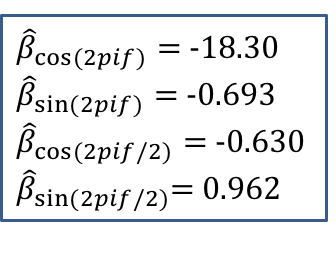 β̂cos(2pif) = -18.30
β̂sin(2pif) = -0.693
β̂cos(2pif/2) = -0.630
β̂sin(2pif/2)= 0.962